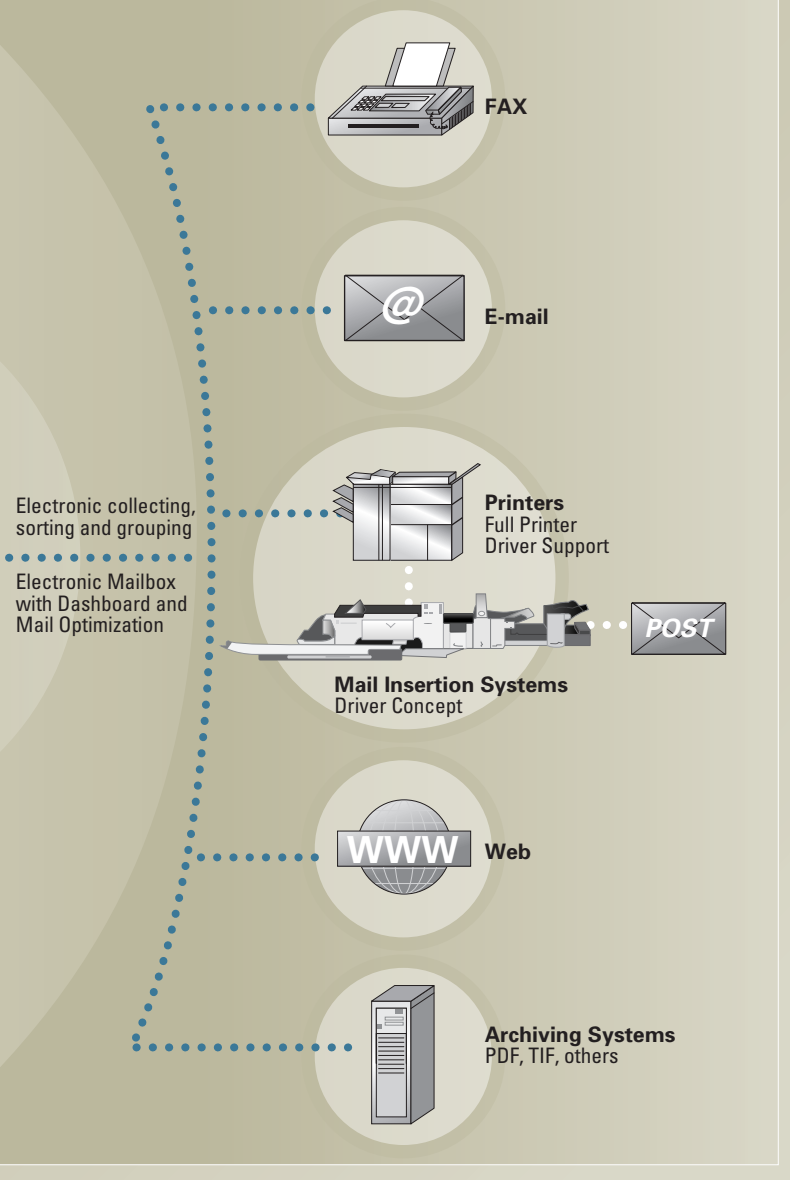 FAX
@
E-mail
Electronic collecting,
sorting and grouping
Electronic Mailbox
with Dashboard and
Mail Optimization
Printers
Full Printer
Driver Support
POST
Mail Insertion Systems
Driver Concept
WWW
Web
Archiving Systems
PDF, TIF, others